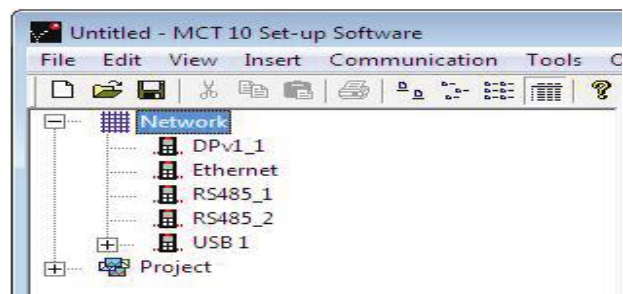 Untitled - MCT 10 Set-up Software
File Edit View Insert Communication Tools
Network
DPv1_1
Ethernet
RS485_1
RS485_2
USB 1
Project